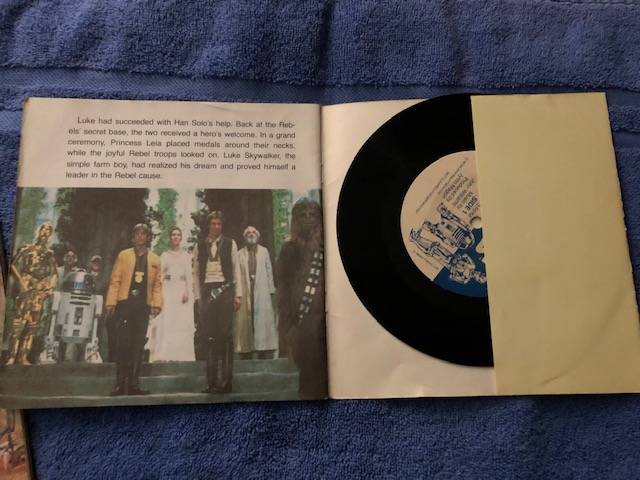 Luke had succeeded with Han Solo's help. Back at the Reb-
els' secret base, the two received a hero's welcome. In a grand
ceremony, Princess Leia placed medals around their necks,
while the joyful Rebel troops looked on. Luke Skywalker, the
simple farm boy, had realized his dream and proved himself a
leader in the Rebel cause.
SIDE 1